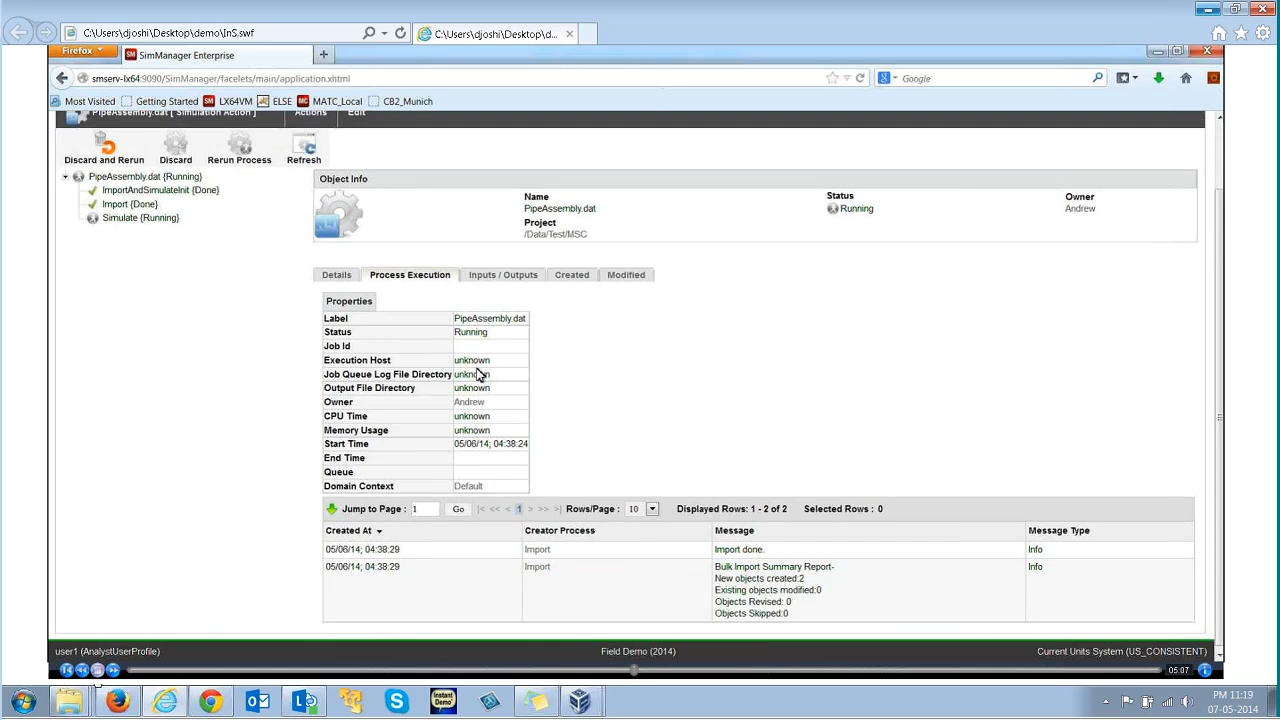 C:\Users\djoshi\Desktop\demo\InS.swf
C:\Users\djoshi\Desktop\d...
Firefox
SimManager Enterprise
smserv-lx64:9090/SimManager/facelets/main/application.xhtml
Google
Most Visited
Getting Started
LX64VM
ELSE
MATC_Local
CB2_Munich
PipeAssembly.dat [ Simulation Action ]
Actions
Edit
Discard and Rerun
Discard
Rerun Process
Refresh
PipeAssembly.dat {Running}
ImportAndSimulateInit {Done}
Import {Done}
Simulate {Running}
Object Info
Name
PipeAssembly.dat
Project
/Data/Test/MSC
Status
Running
Owner
Andrew
Details
Process Execution
Inputs / Outputs
Created
Modified
Properties
Label PipeAssembly.dat
Status Running
Job Id
Execution Host unknown
Job Queue Log File Directory unknown
Output File Directory unknown
Owner Andrew
CPU Time unknown
Memory Usage unknown
Start Time 05/06/14; 04:38:24
End Time
Queue
Domain Context Default
Jump to Page : 1 Go |< << < 1 > >> >| Rows/Page : 10 Displayed Rows: 1 - 2 of 2 Selected Rows : 0
Created At Creator Process Message Message Type
05/06/14; 04:38:29 Import Import done. Info
05/06/14; 04:38:29 Import Bulk Import Summary Report- Info
New objects created:2
Existing objects modified:0
Objects Revised: 0
Objects Skipped:0
user1 (AnalystUserProfile)
Field Demo (2014)
Current Units System (US_CONSISTENT)
05:07
Instant
Demo
PM 11:19
07-05-2014